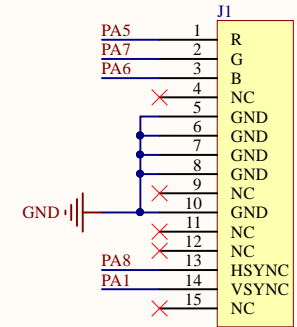 J1
PA5 1 R
PA7 2 G
PA6 3 B
4 NC
5 GND
6 GND
7 GND
8 GND
9 NC
GND 10 GND
11 NC
12 NC
PA8 13 HSYNC
PA1 14 VSYNC
15 NC